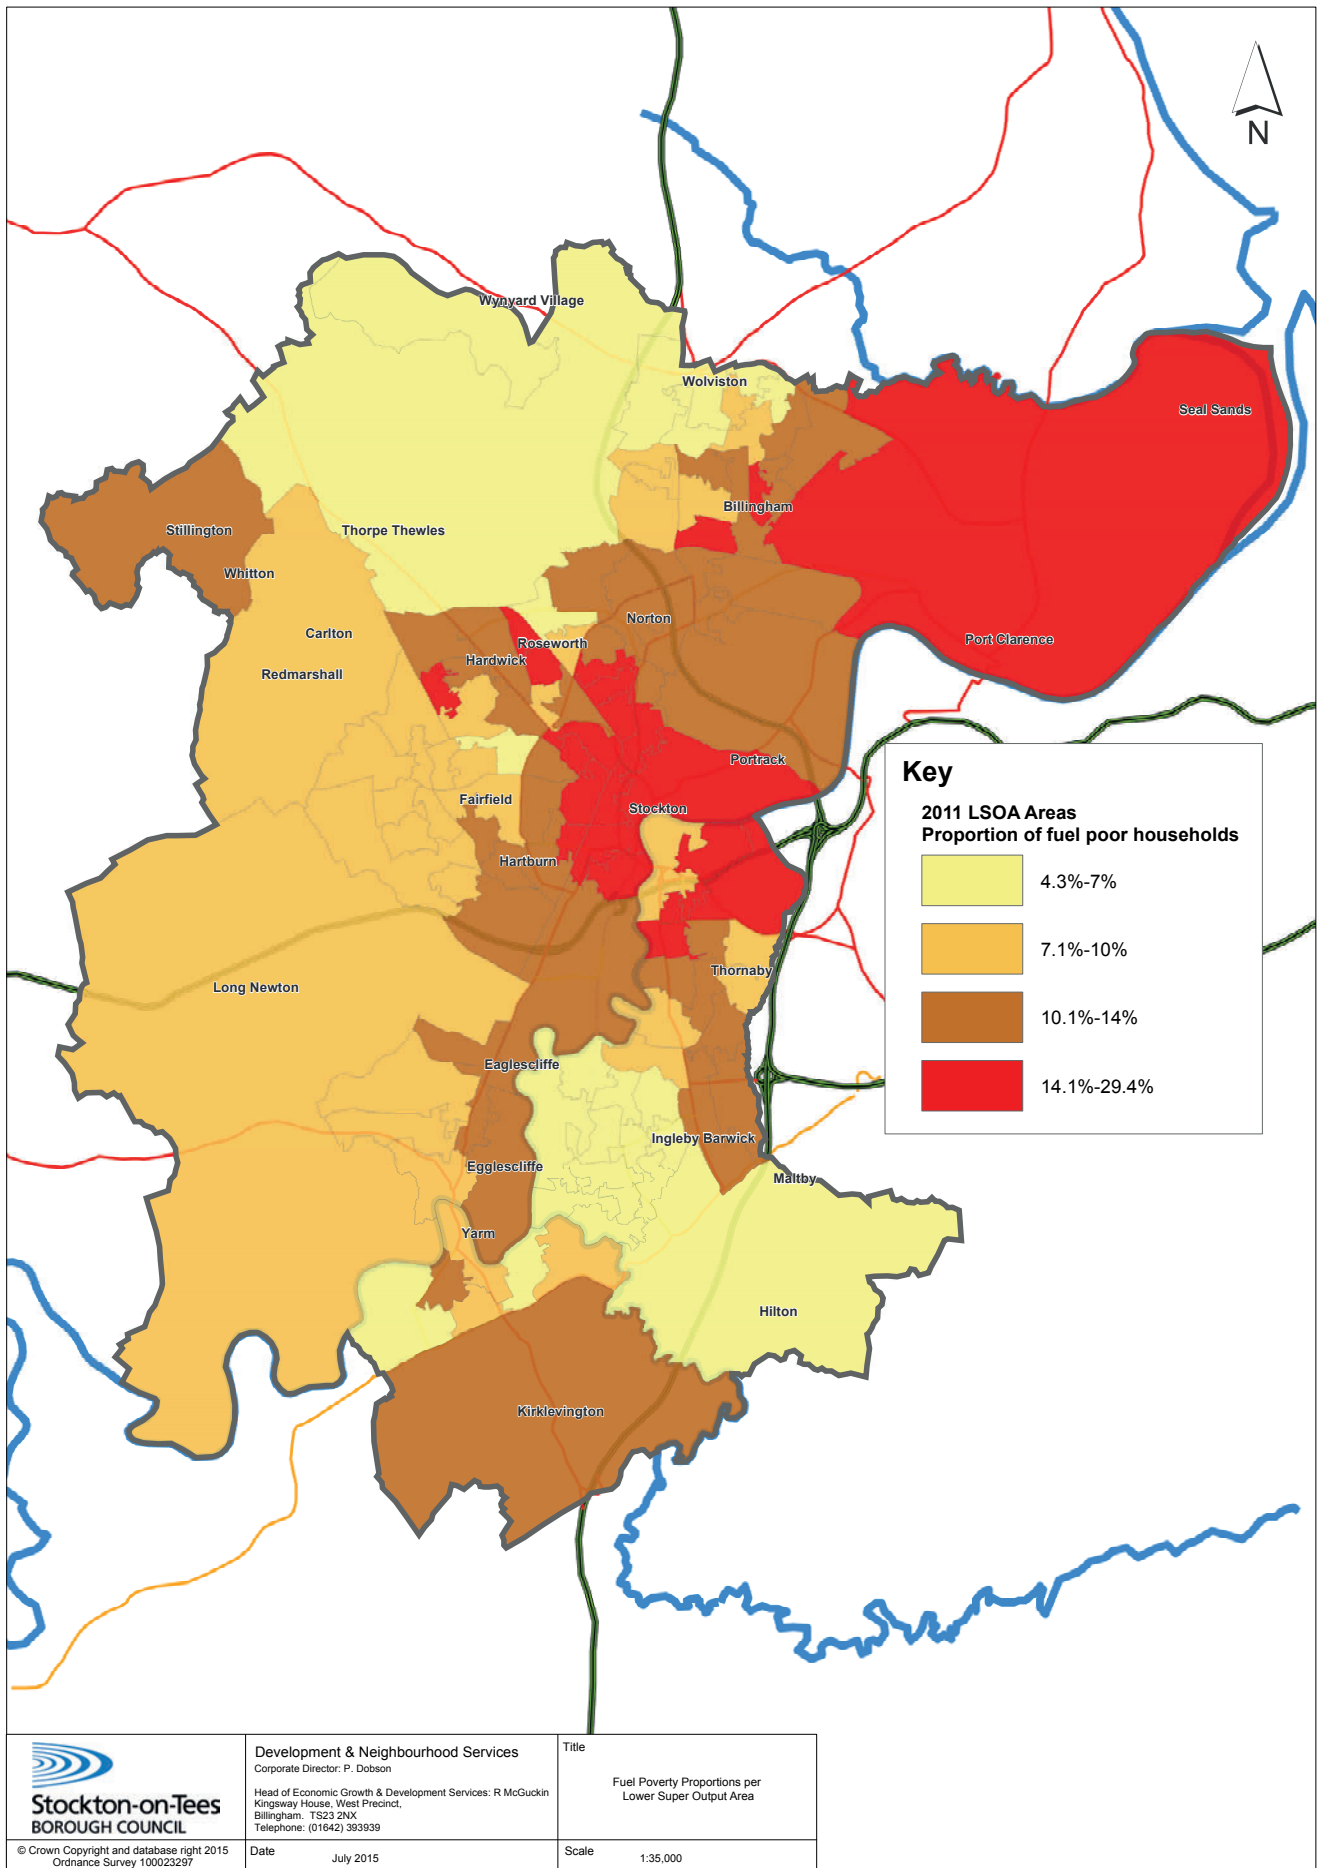 N
Wynyard Village
Wolviston
Seal Sands
Billingham
Stillington
Thorpe Thewles
Whitton
Norton
Carlton
Port Clarence
Roseworth
Hardwick
Redmarshall
Portrack
Fairfield
Stockton
Hartburn
Thornaby
Long Newton
Eaglescliffe
Ingleby Barwick
Egglescliffe
Maltby
Yarm
Hilton
Kirklevington
Key
2011 LSOA Areas
Proportion of fuel poor households
4.3%-7%
7.1%-10%
10.1%-14%
14.1%-29.4%
Stockton-on-Tees
BOROUGH COUNCIL
© Crown Copyright and database right 2015
Ordnance Survey 100023297
Development & Neighbourhood Services
Corporate Director: P. Dobson
Head of Economic Growth & Development Services: R McGuckin
Kingsway House, West Precinct,
Billingham. TS23 2NX
Telephone: (01642) 393939
Date
July 2015
Title
Fuel Poverty Proportions per
Lower Super Output Area
Scale
1:35,000